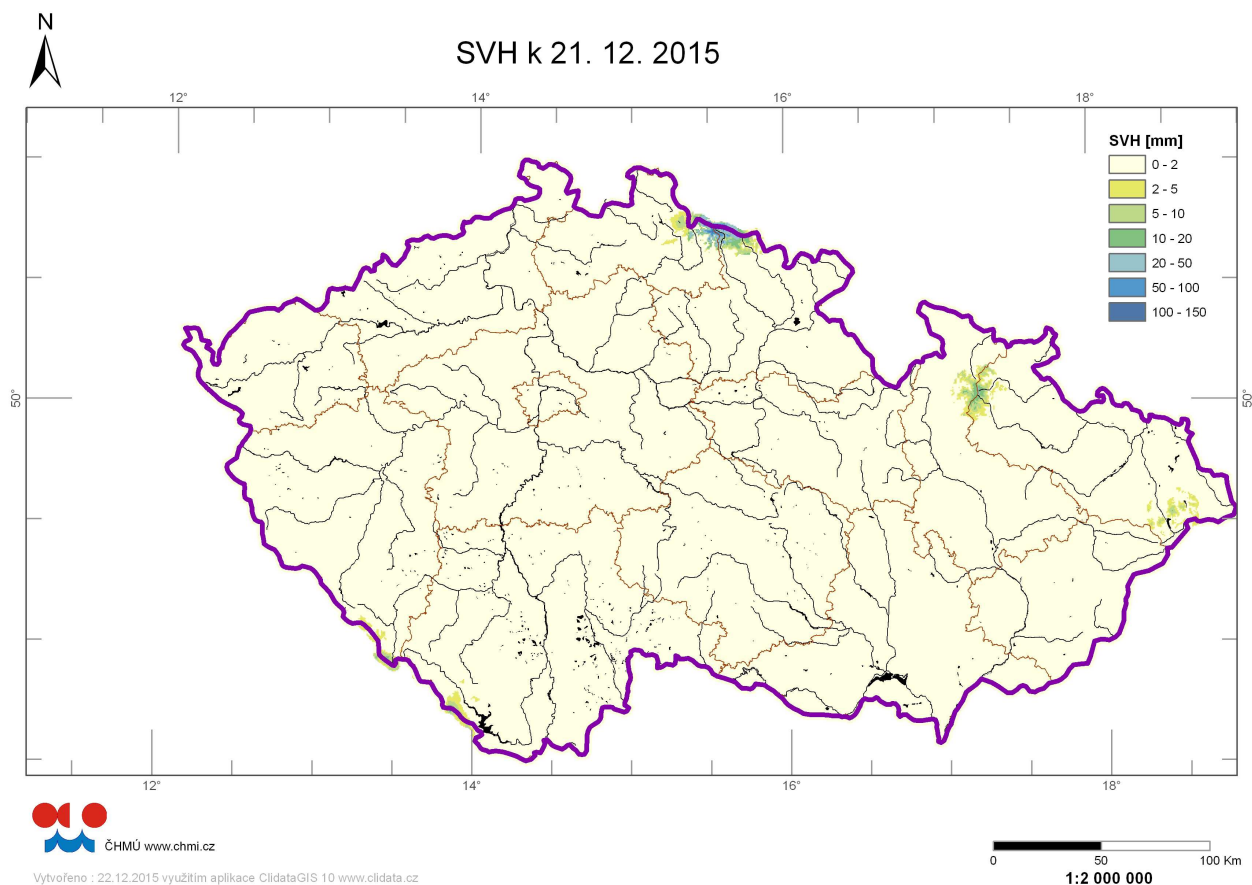 N
SVH k 21. 12. 2015
12° 14° 16° 18°
SVH [mm]
0 - 2
2 - 5
5 - 10
10 - 20
20 - 50
50 - 100
100 - 150
50° 50°
12° 14° 16° 18°
ČHMÚ www.chmi.cz
0 50 100 Km
1:2 000 000
Vytvořeno : 22.12.2015 využitím aplikace ClidataGIS 10 www.clidata.cz